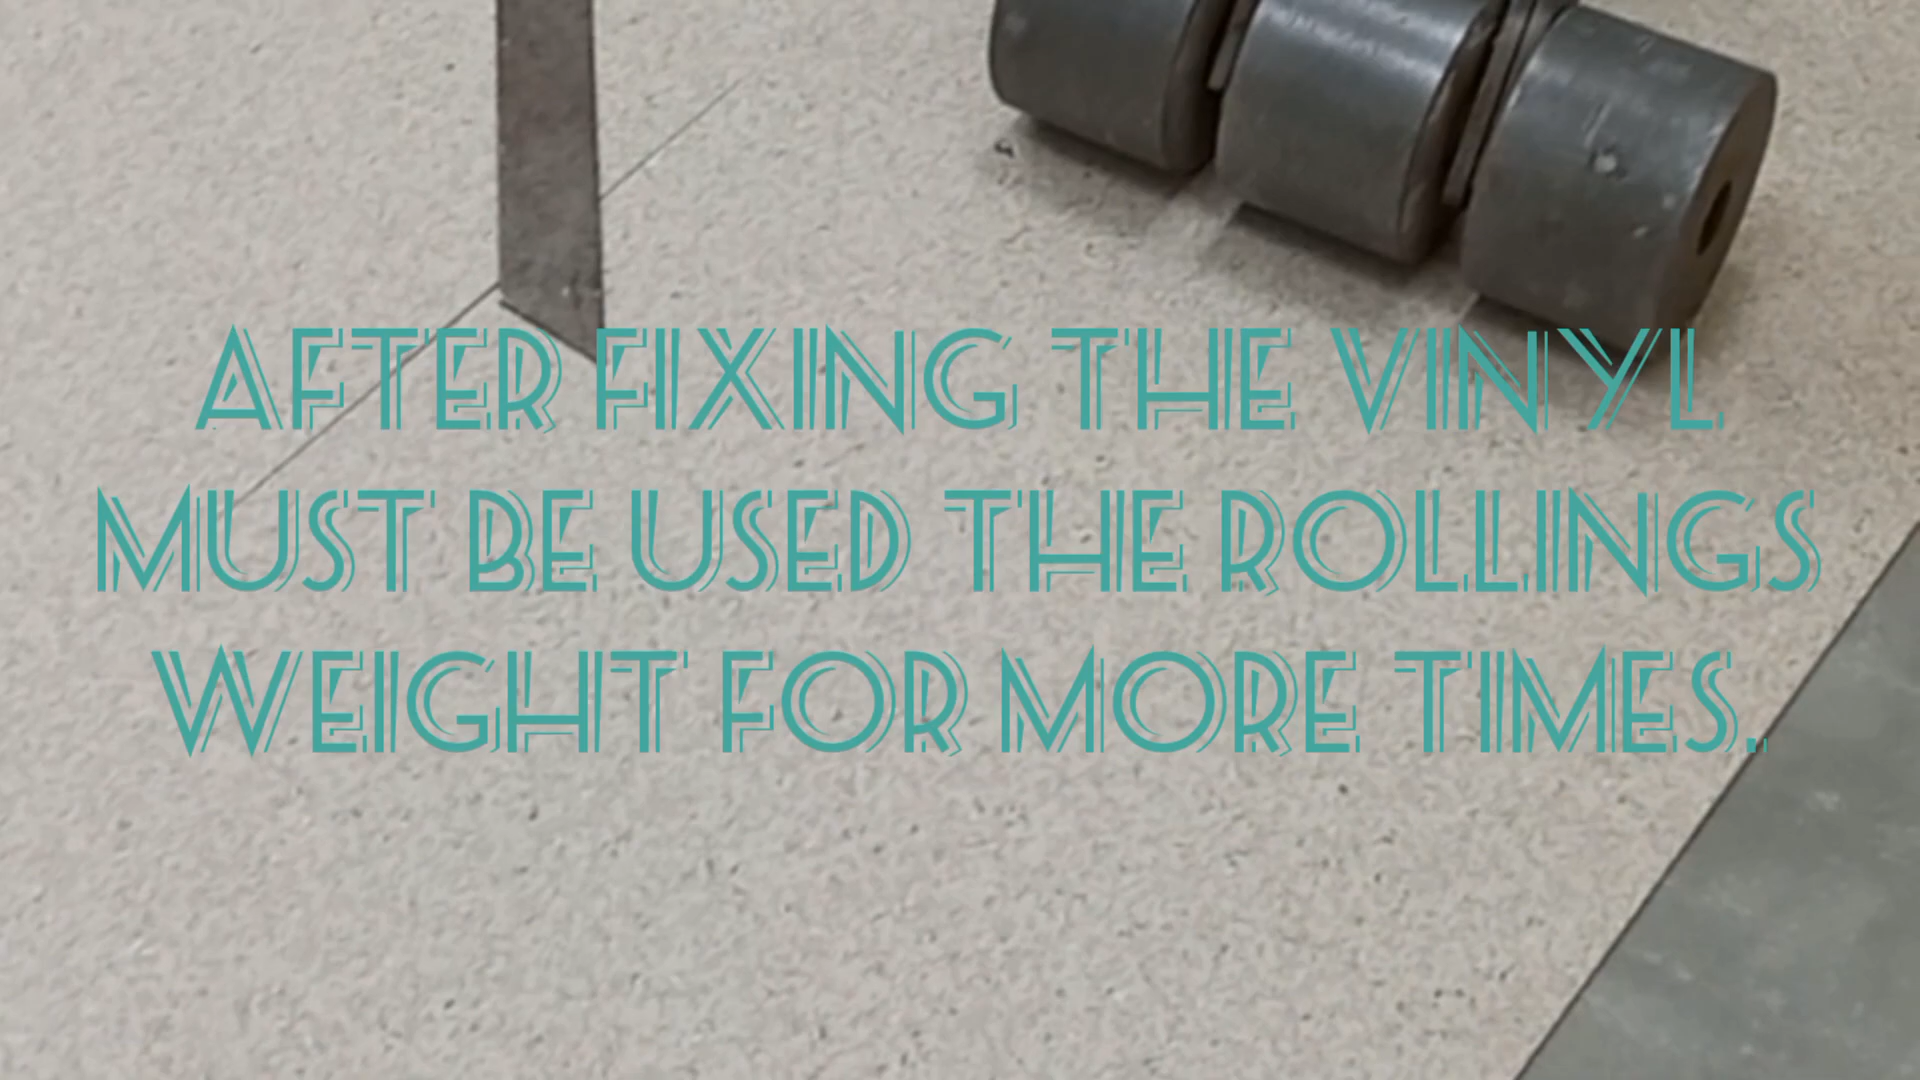 AFTER FIXING THE VINYL
MUST BE USED THE ROLLINGS
WEIGHT FOR MORE TIMES.